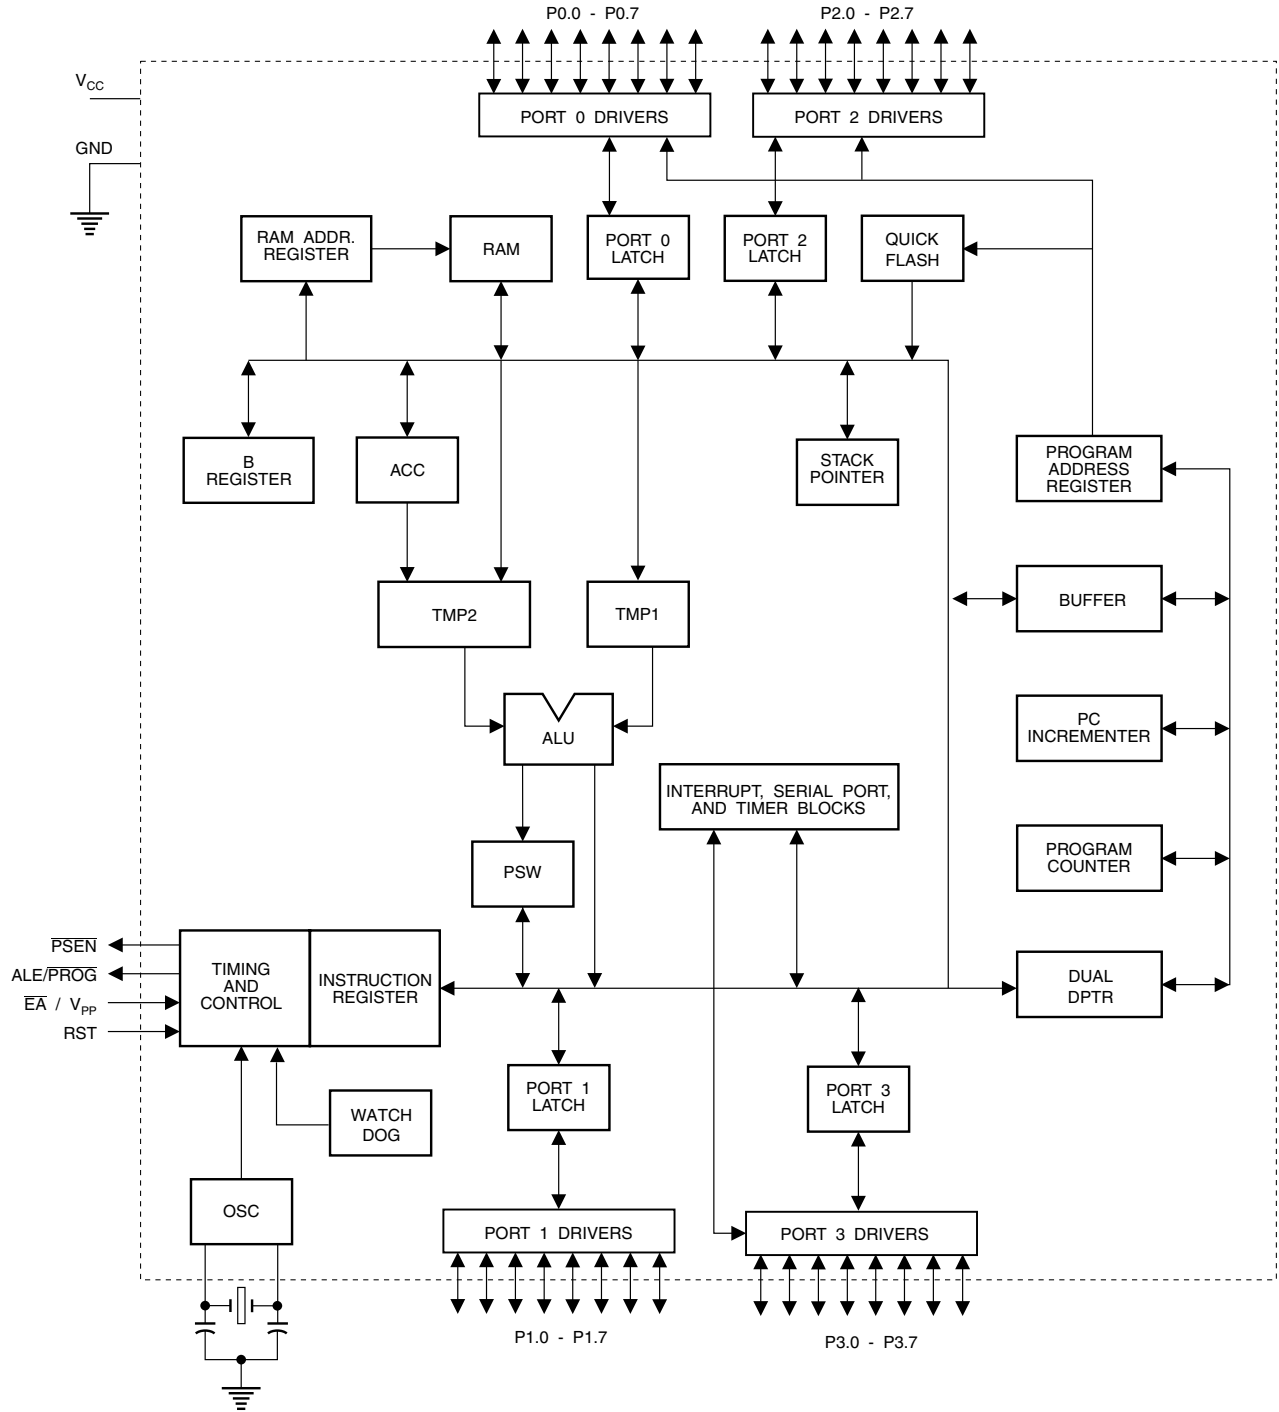 P0.0 - P0.7
P2.0 - P2.7
VCC
PORT 0 DRIVERS
PORT 2 DRIVERS
GND
RAM ADDR.
REGISTER
RAM
PORT 0
LATCH
PORT 2
LATCH
QUICK
FLASH
B
REGISTER
ACC
STACK
POINTER
PROGRAM
ADDRESS
REGISTER
BUFFER
TMP2
TMP1
ALU
PC
INCREMENTER
INTERRUPT, SERIAL PORT,
AND TIMER BLOCKS
PROGRAM
COUNTER
PSW
PSEN
ALE/PROG
EA / VPP
RST
TIMING
AND
CONTROL
INSTRUCTION
REGISTER
DUAL
DPTR
PORT 1
LATCH
PORT 3
LATCH
WATCH
DOG
OSC
PORT 1 DRIVERS
PORT 3 DRIVERS
P1.0 - P1.7
P3.0 - P3.7